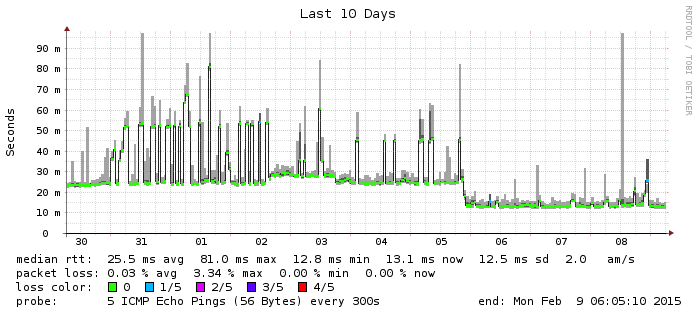 Last 10 Days
RRDTOOL / TOBI OETIKER
Seconds
90 m
80 m
70 m
60 m
50 m
40 m
30 m
20 m
10 m
0
30 31 01 02 03 04 05 06 07 08
median rtt: 25.5 ms avg 81.0 ms max 12.8 ms min 13.1 ms now 12.5 ms sd 2.0 am/s
packet loss: 0.03 % avg 3.34 % max 0.00 % min 0.00 % now
loss color: 0 1/5 2/5 3/5 4/5
probe: 5 ICMP Echo Pings (56 Bytes) every 300s end: Mon Feb 9 06:05:10 2015